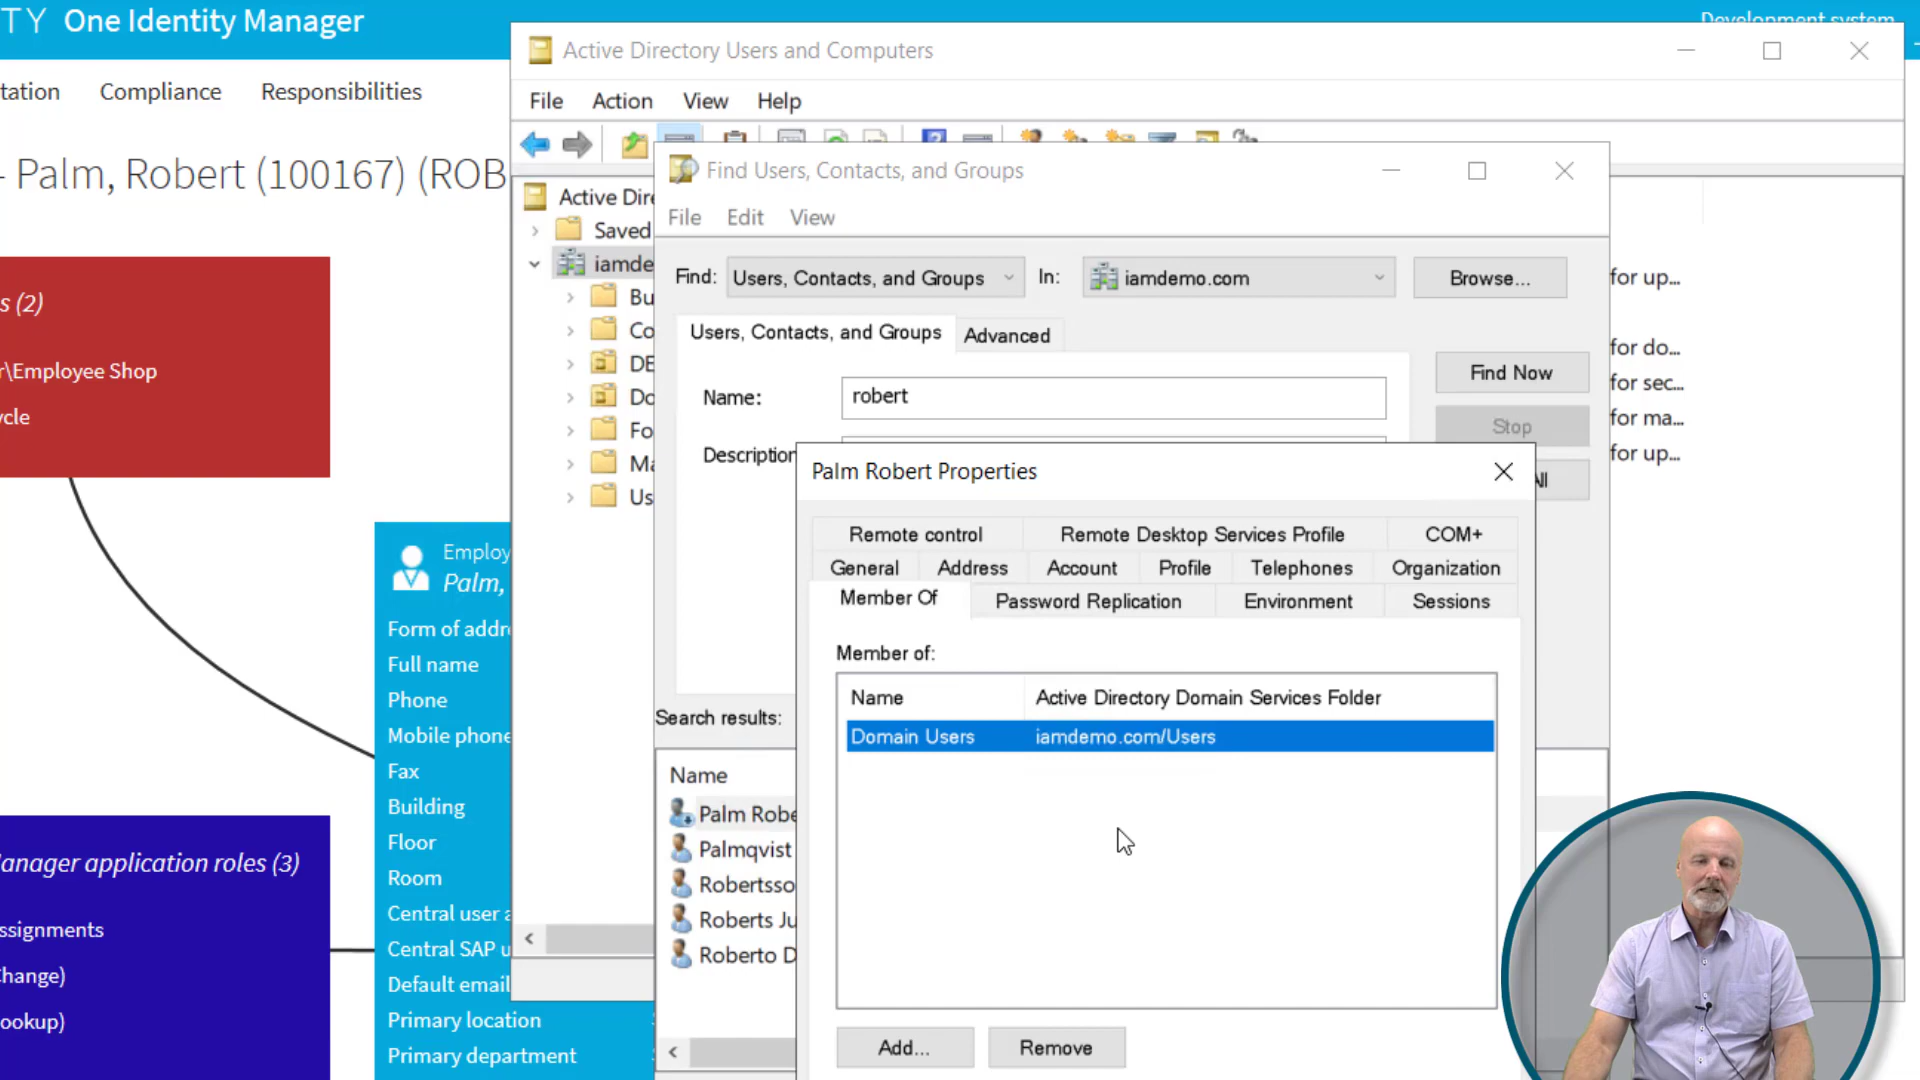 TY One Identity Manager
Development system
tation Compliance Responsibilities
- Palm, Robert (100167) (ROB
s (2)
r\Employee Shop
ycle
Manager application roles (3)
ssignments
Change)
ookup)
Employ
Palm,
Form of addr
Full name
Phone
Mobile phone
Fax
Building
Floor
Room
Central user a
Central SAP u
Default email
Primary location
Primary department
Active Directory Users and Computers
File Action View Help
Active Dire
Saved
iamde
Bu
Co
DE
Do
Fo
Ma
Us
for up...
for do...
for sec...
for ma...
for up...
Find Users, Contacts, and Groups
File Edit View
Find: Users, Contacts, and Groups In: iamdemo.com Browse...
Users, Contacts, and Groups Advanced
Name: robert
Description
Find Now
Stop
All
Search results:
Name
Palm Robe
Palmqvist
Robertsso
Roberts Ju
Roberto D
Palm Robert Properties
Remote control Remote Desktop Services Profile COM+
General Address Account Profile Telephones Organization
Member Of Password Replication Environment Sessions
Member of:
Name Active Directory Domain Services Folder
Domain Users iamdemo.com/Users
Add... Remove